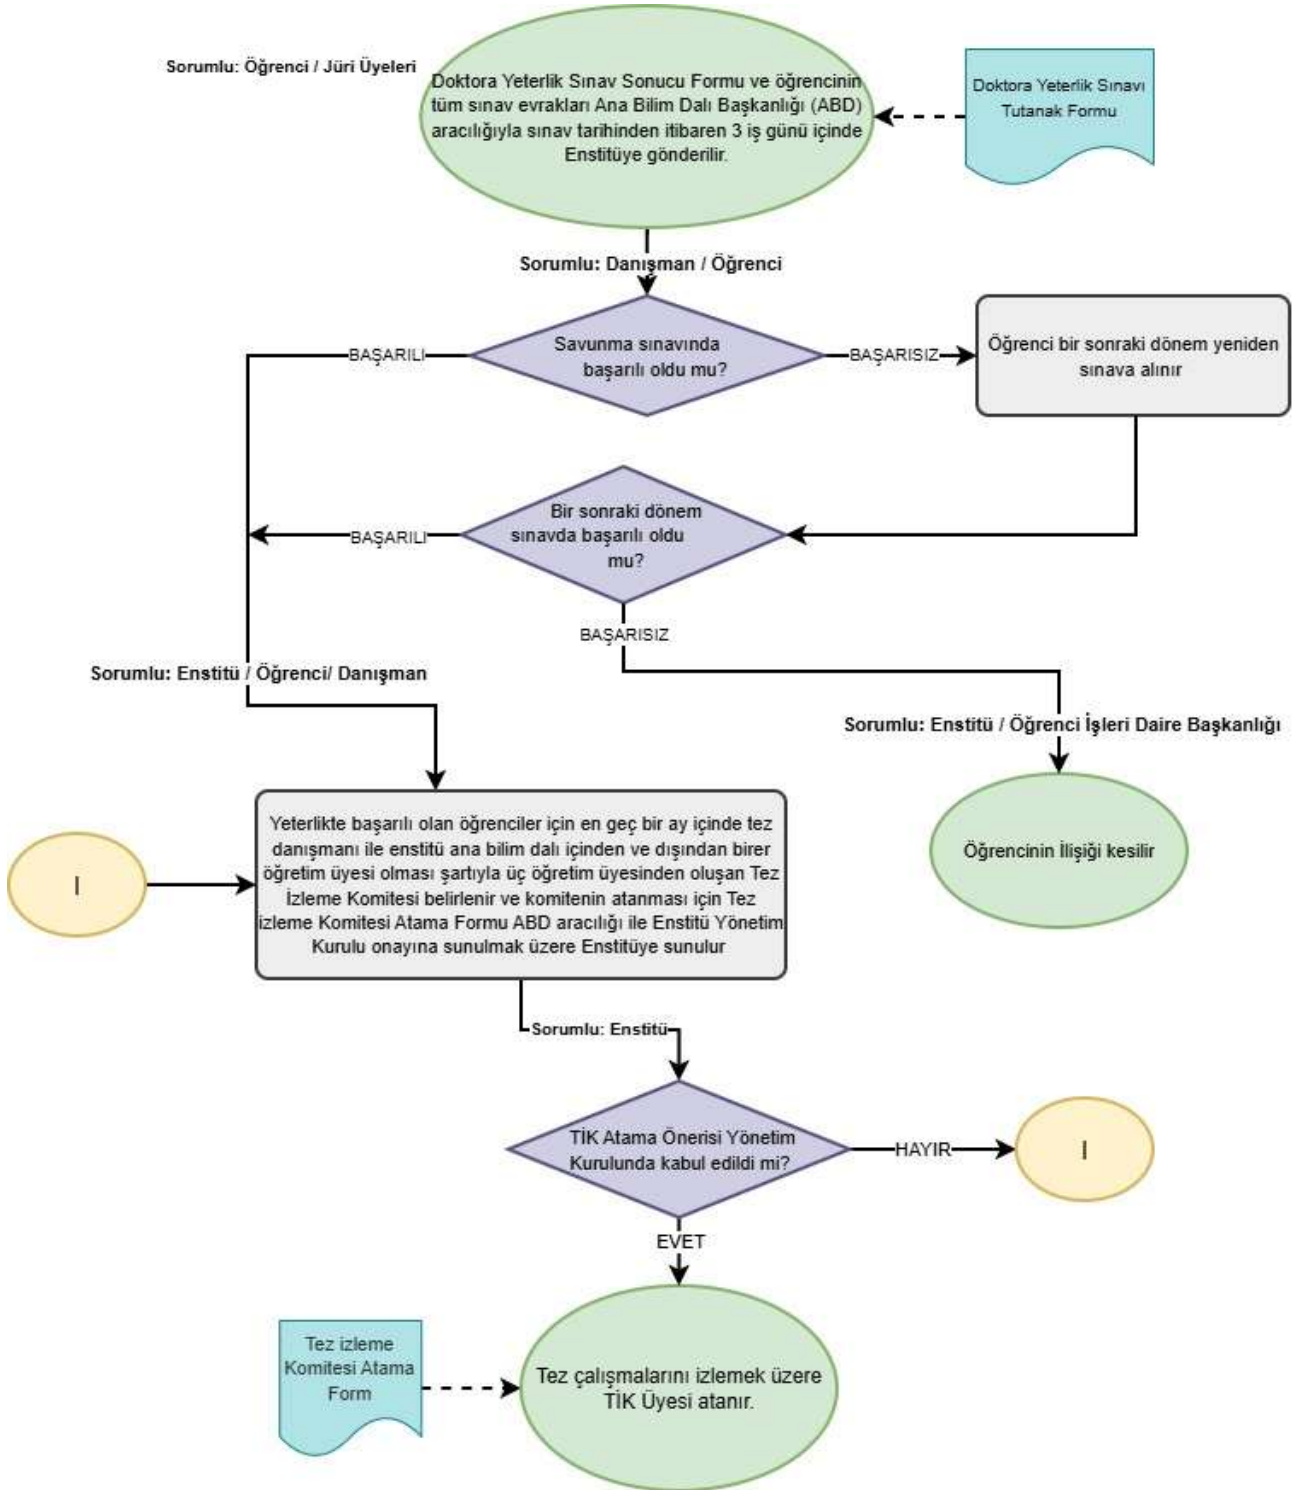 Sorumlu: Öğrenci / Jüri Üyeleri
Doktora Yeterlik Sınav Sonucu Formu ve öğrencinin
tüm sınav evrakları Ana Bilim Dalı Başkanlığı (ABD)
aracılığıyla sınav tarihinden itibaren 3 iş günü içinde
Enstitüye gönderilir.
Doktora Yeterlik Sınavı
Tutanak Formu
Sorumlu: Danışman / Öğrenci
Savunma sınavında
başarılı oldu mu?
BAŞARILI
BAŞARISIZ
Öğrenci bir sonraki dönem yeniden
sınava alınır
Bir sonraki dönem
sınavda başarılı oldu
mu?
BAŞARILI
BAŞARISIZ
Sorumlu: Enstitü / Öğrenci/ Danışman
Sorumlu: Enstitü / Öğrenci İşleri Daire Başkanlığı
Öğrencinin İlişiği kesilir
I
Yeterlikte başarılı olan öğrenciler için en geç bir ay içinde tez
danışmanı ile enstitü ana bilim dalı içinden ve dışından birer
öğretim üyesi olması şartıyla üç öğretim üyesinden oluşan Tez
İzleme Komitesi belirlenir ve komitenin atanması için Tez
izleme Komitesi Atama Formu ABD aracılığı ile Enstitü Yönetim
Kurulu onayına sunulmak üzere Enstitüye sunulur
Sorumlu: Enstitü
TİK Atama Önerisi Yönetim
Kurulunda kabul edildi mi?
HAYIR
I
EVET
Tez izleme
Komitesi Atama
Form
Tez çalışmalarını izlemek üzere
TİK Üyesi atanır.